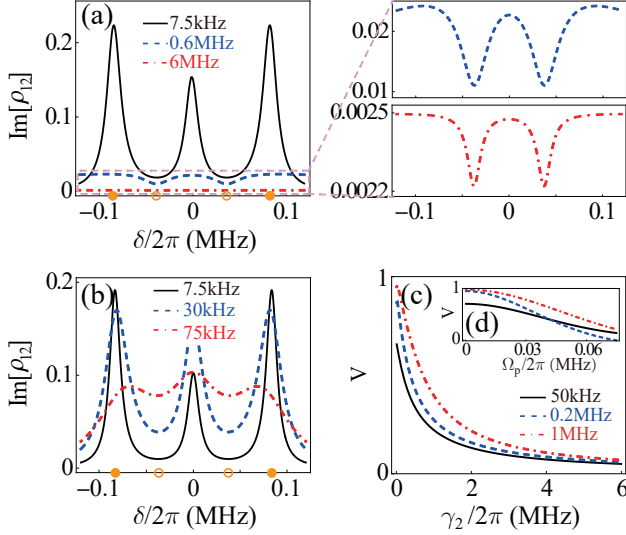 (a)
7.5kHz
0.6MHz
6MHz
Im[ρ12]
0.2
0.1
0
−0.1
0
0.1
δ/2π (MHz)
0.02
0.01
0.0025
0.0022
−0.1
0
0.1
(b)
7.5kHz
30kHz
75kHz
Im[ρ12]
0.2
0.1
0
−0.1
0
0.1
δ/2π (MHz)
(c)
V
1
0
50kHz
0.2MHz
1MHz
0
2
4
6
γ2/2π (MHz)
(d)
V
1
0
0
0.03
0.06
Ωp/2π (MHz)